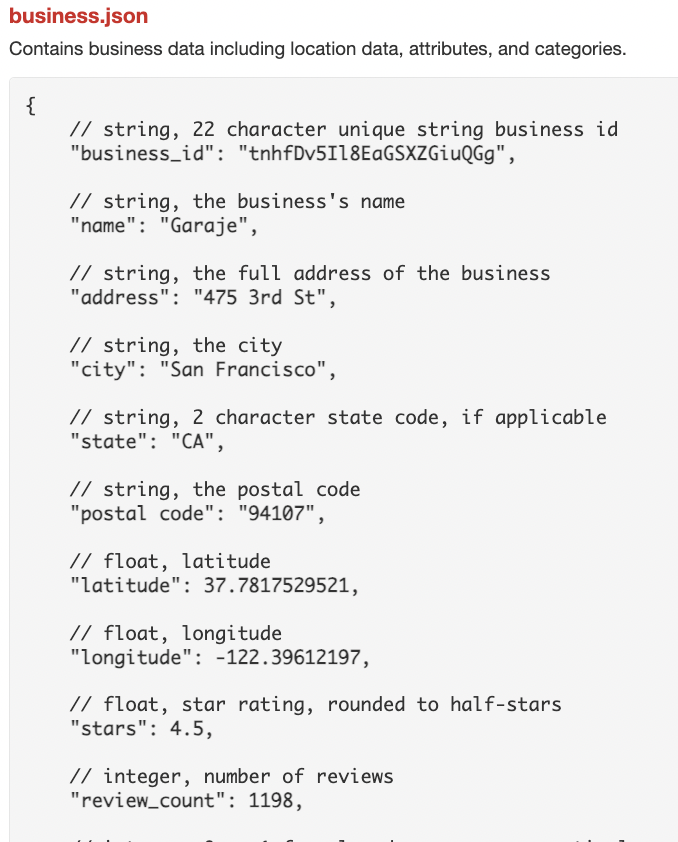 business.json
Contains business data including location data, attributes, and categories.
{
// string, 22 character unique string business id
"business_id": "tnhfDv5Il8EaGSXZGiuQGg",
// string, the business's name
"name": "Garaje",
// string, the full address of the business
"address": "475 3rd St",
// string, the city
"city": "San Francisco",
// string, 2 character state code, if applicable
"state": "CA",
// string, the postal code
"postal code": "94107",
// float, latitude
"latitude": 37.7817529521,
// float, longitude
"longitude": -122.39612197,
// float, star rating, rounded to half-stars
"stars": 4.5,
// integer, number of reviews
"review_count": 1198,